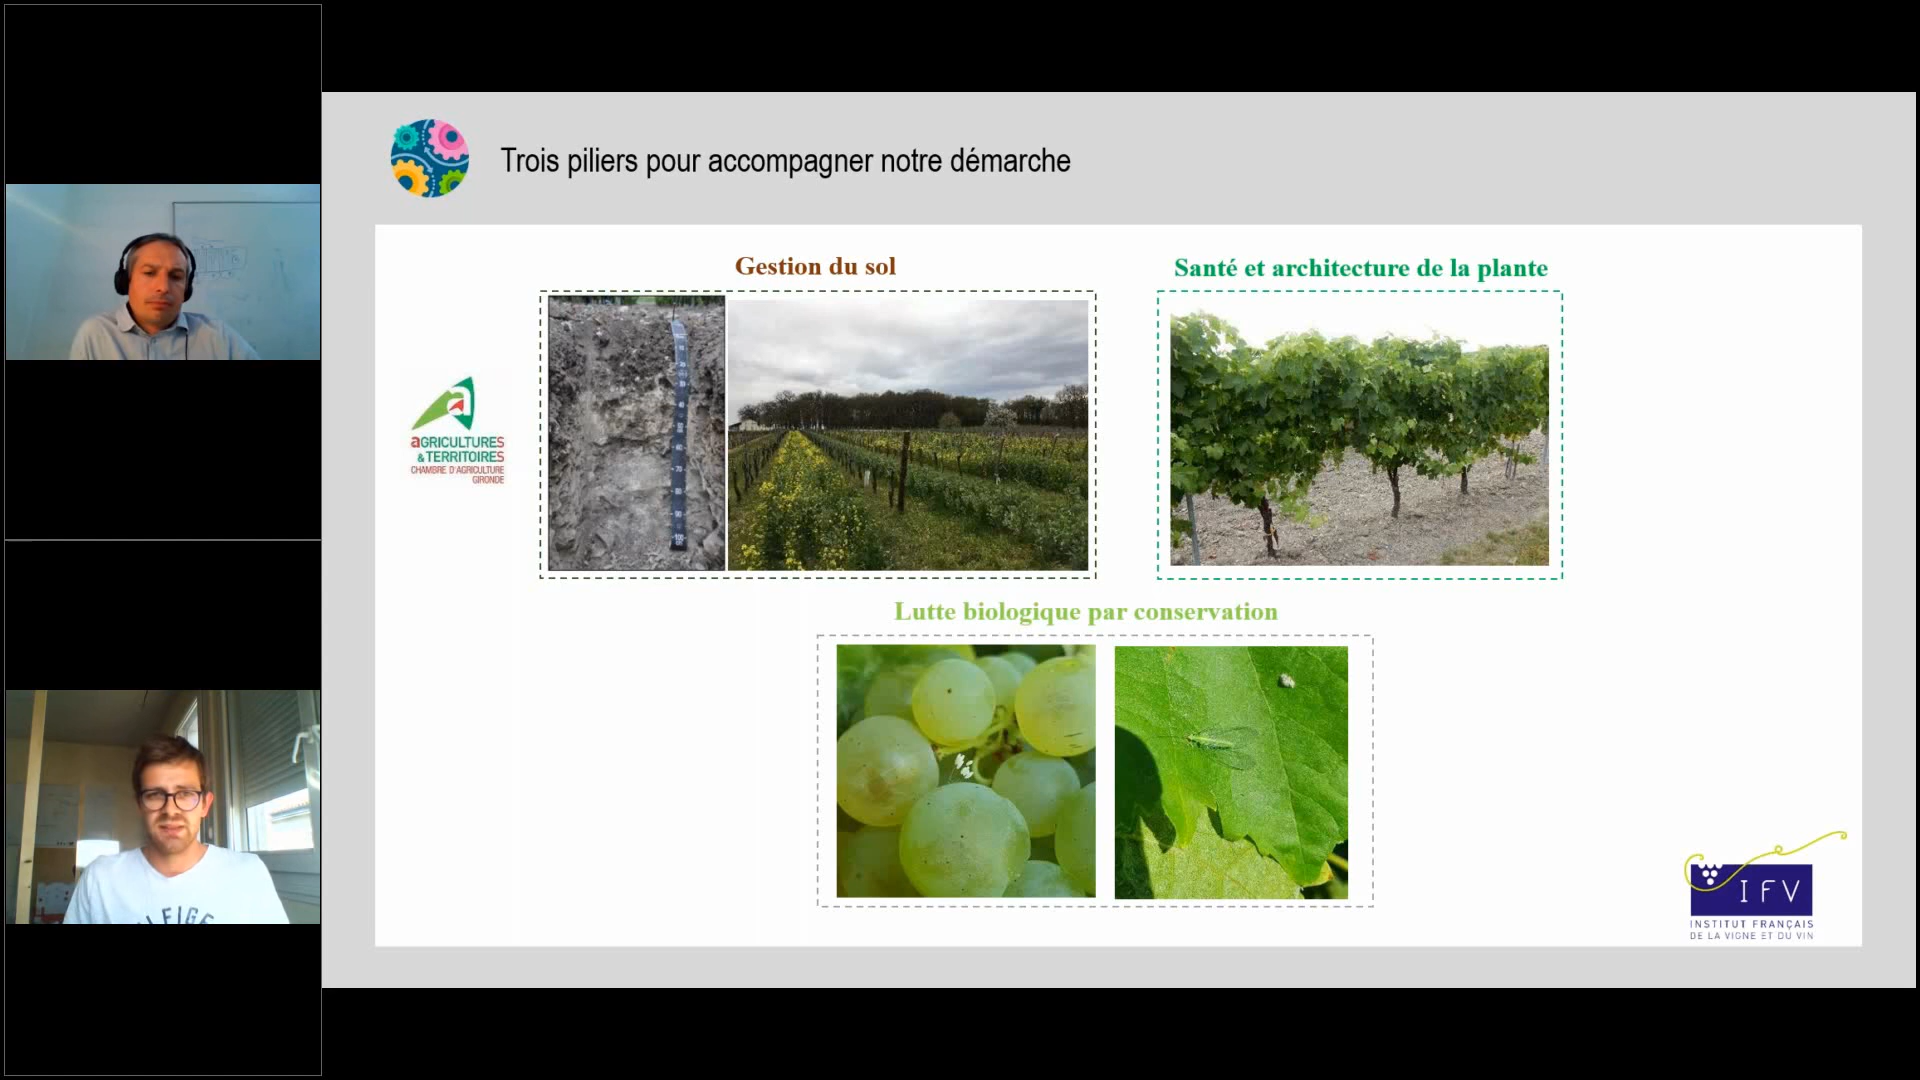 Trois piliers pour accompagner notre démarche
Gestion du sol
Santé et architecture de la plante
aGRICULTURES
& TERRITOIRES
CHAMBRE D'AGRICULTURE
GIRONDE
Lutte biologique par conservation
IFV
INSTITUT FRANÇAIS
DE LA VIGNE ET DU VIN